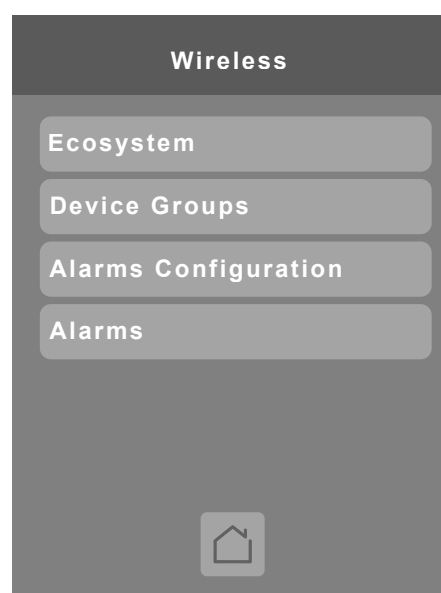 Wireless
Ecosystem
Device Groups
Alarms Configuration
Alarms